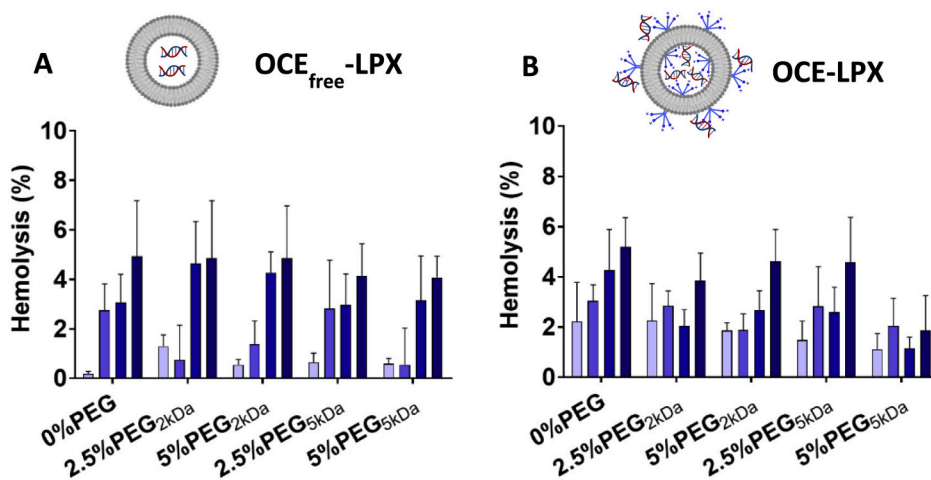 A
OCEfree-LPX
Hemolysis (%)
10
8
6
4
2
0
0%PEG
2.5%PEG2kDa
5%PEG2kDa
2.5%PEG5kDa
5%PEG5kDa
B
OCE-LPX
Hemolysis (%)
10
8
6
4
2
0
0%PEG
2.5%PEG2kDa
5%PEG2kDa
2.5%PEG5kDa
5%PEG5kDa